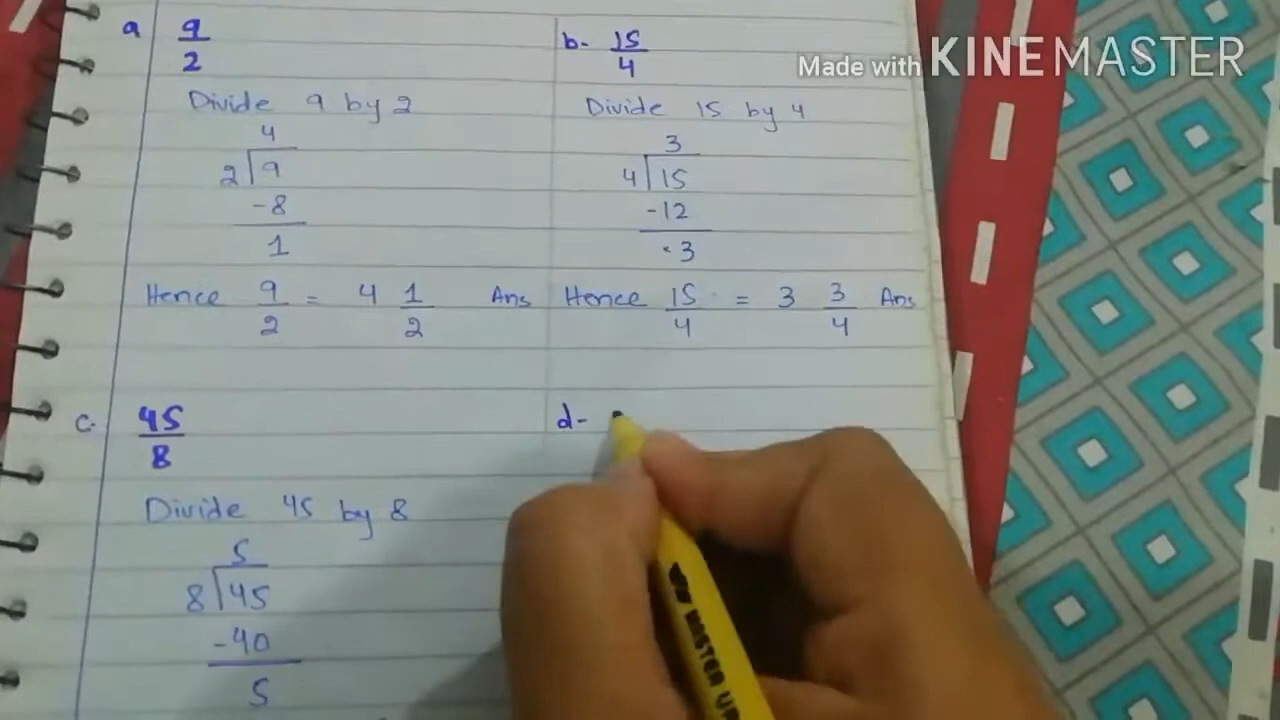 a 9/2
Divide 9 by 2
4
2 9
-8
1
Hence 9/2 = 4 1/2 Ans
b- 15/4
Divide 15 by 4
3
4 15
-12
3
Hence 15/4 = 3 3/4 Ans
c- 45/8
Divide 45 by 8
5
8 45
-40
5
d-
Made with KINEMASTER